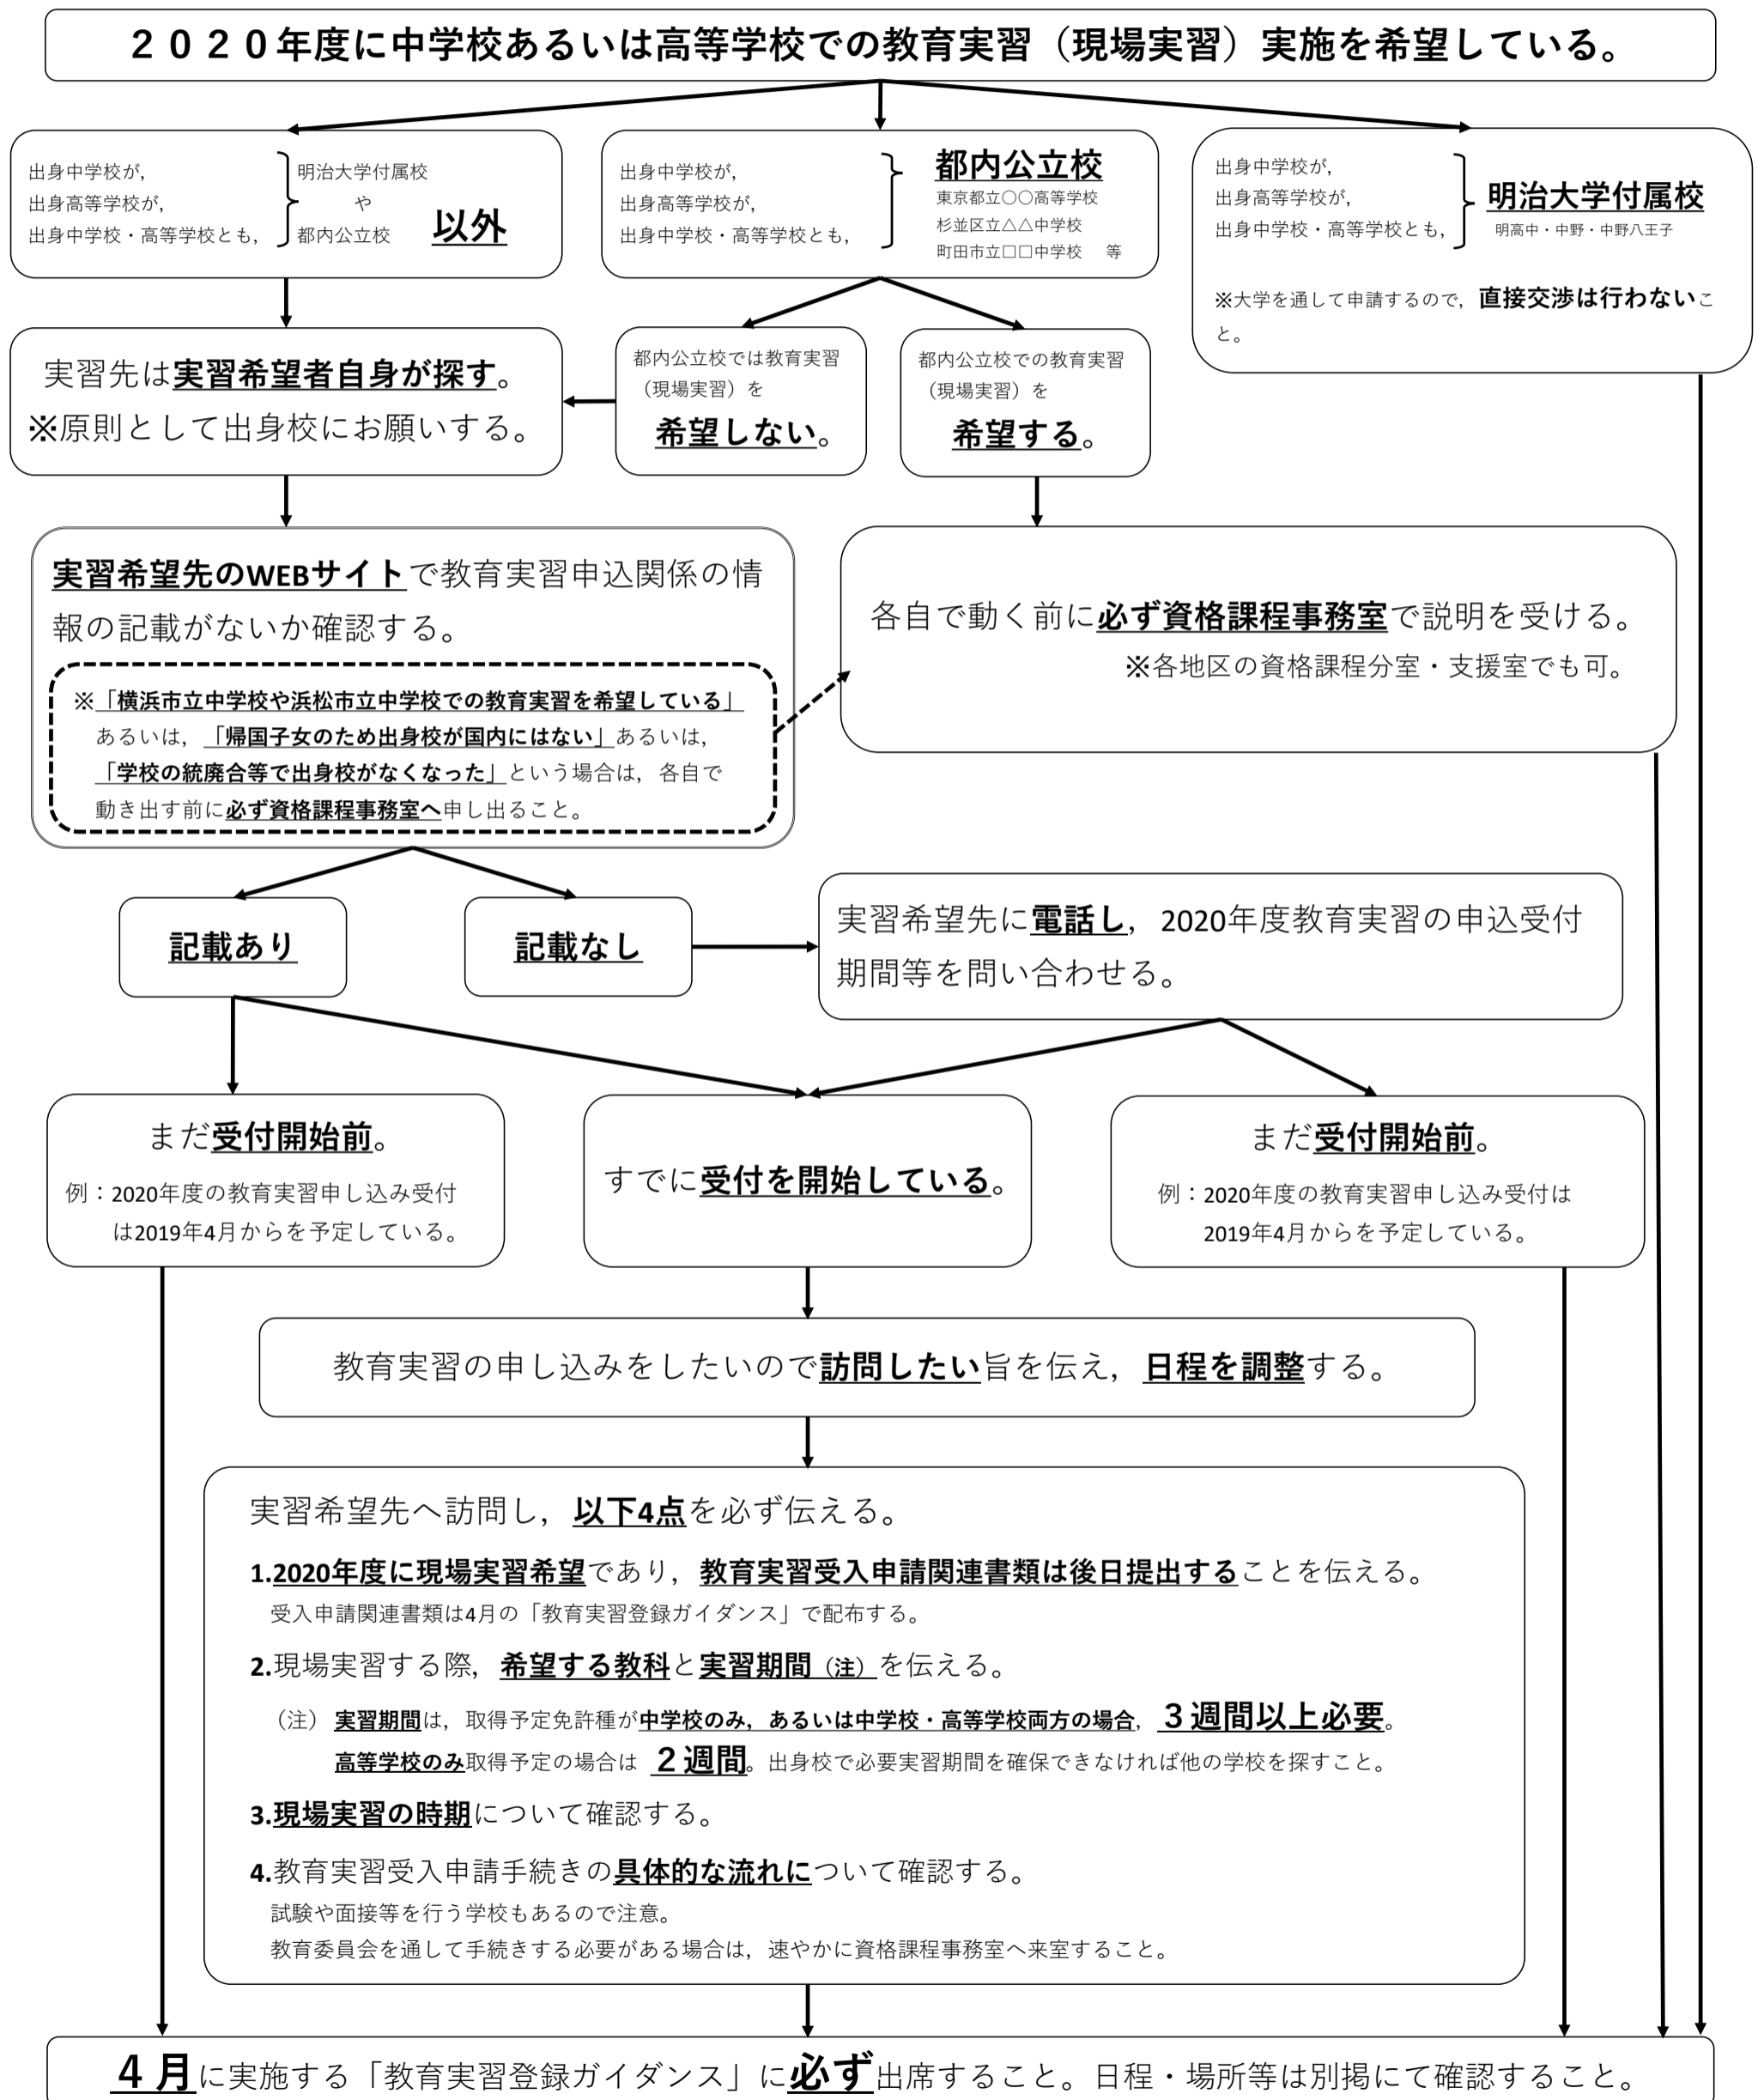 ２０２０年度に中学校あるいは高等学校での教育実習（現場実習）実施を希望している。
出身中学校が，
出身高等学校が，
出身中学校・高等学校とも，
明治大学付属校
や
都内公立校
以外
出身中学校が，
出身高等学校が，
出身中学校・高等学校とも，
都内公立校
東京都立○○高等学校
杉並区立△△中学校
町田市立□□中学校　等
出身中学校が，
出身高等学校が，
出身中学校・高等学校とも，
明治大学付属校
明高中・中野・中野八王子
※大学を通して申請するので，直接交渉は行わないこ
と。
実習先は実習希望者自身が探す。
※原則として出身校にお願いする。
都内公立校では教育実習
（現場実習）を
希望しない。
都内公立校での教育実習
（現場実習）を
希望する。
実習希望先のWEBサイトで教育実習申込関係の情
報の記載がないか確認する。
※「横浜市立中学校や浜松市立中学校での教育実習を希望している」
あるいは，「帰国子女のため出身校が国内にはない」あるいは，
「学校の統廃合等で出身校がなくなった」という場合は，各自で
動き出す前に必ず資格課程事務室へ申し出ること。
各自で動く前に必ず資格課程事務室で説明を受ける。
※各地区の資格課程分室・支援室でも可。
記載あり
記載なし
実習希望先に電話し，2020年度教育実習の申込受付
期間等を問い合わせる。
まだ受付開始前。
例：2020年度の教育実習申し込み受付
は2019年4月からを予定している。
すでに受付を開始している。
まだ受付開始前。
例：2020年度の教育実習申し込み受付は
2019年4月からを予定している。
教育実習の申し込みをしたいので訪問したい旨を伝え，日程を調整する。
実習希望先へ訪問し，以下4点を必ず伝える。
1.2020年度に現場実習希望であり，教育実習受入申請関連書類は後日提出することを伝える。
受入申請関連書類は4月の「教育実習登録ガイダンス」で配布する。
2.現場実習する際，希望する教科と実習期間（注）を伝える。
（注）実習期間は，取得予定免許種が中学校のみ，あるいは中学校・高等学校両方の場合，３週間以上必要。
高等学校のみ取得予定の場合は ２週間。出身校で必要実習期間を確保できなければ他の学校を探すこと。
3.現場実習の時期について確認する。
4.教育実習受入申請手続きの具体的な流れについて確認する。
試験や面接等を行う学校もあるので注意。
教育委員会を通して手続きする必要がある場合は，速やかに資格課程事務室へ来室すること。
４月に実施する「教育実習登録ガイダンス」に必ず出席すること。日程・場所等は別掲にて確認すること。